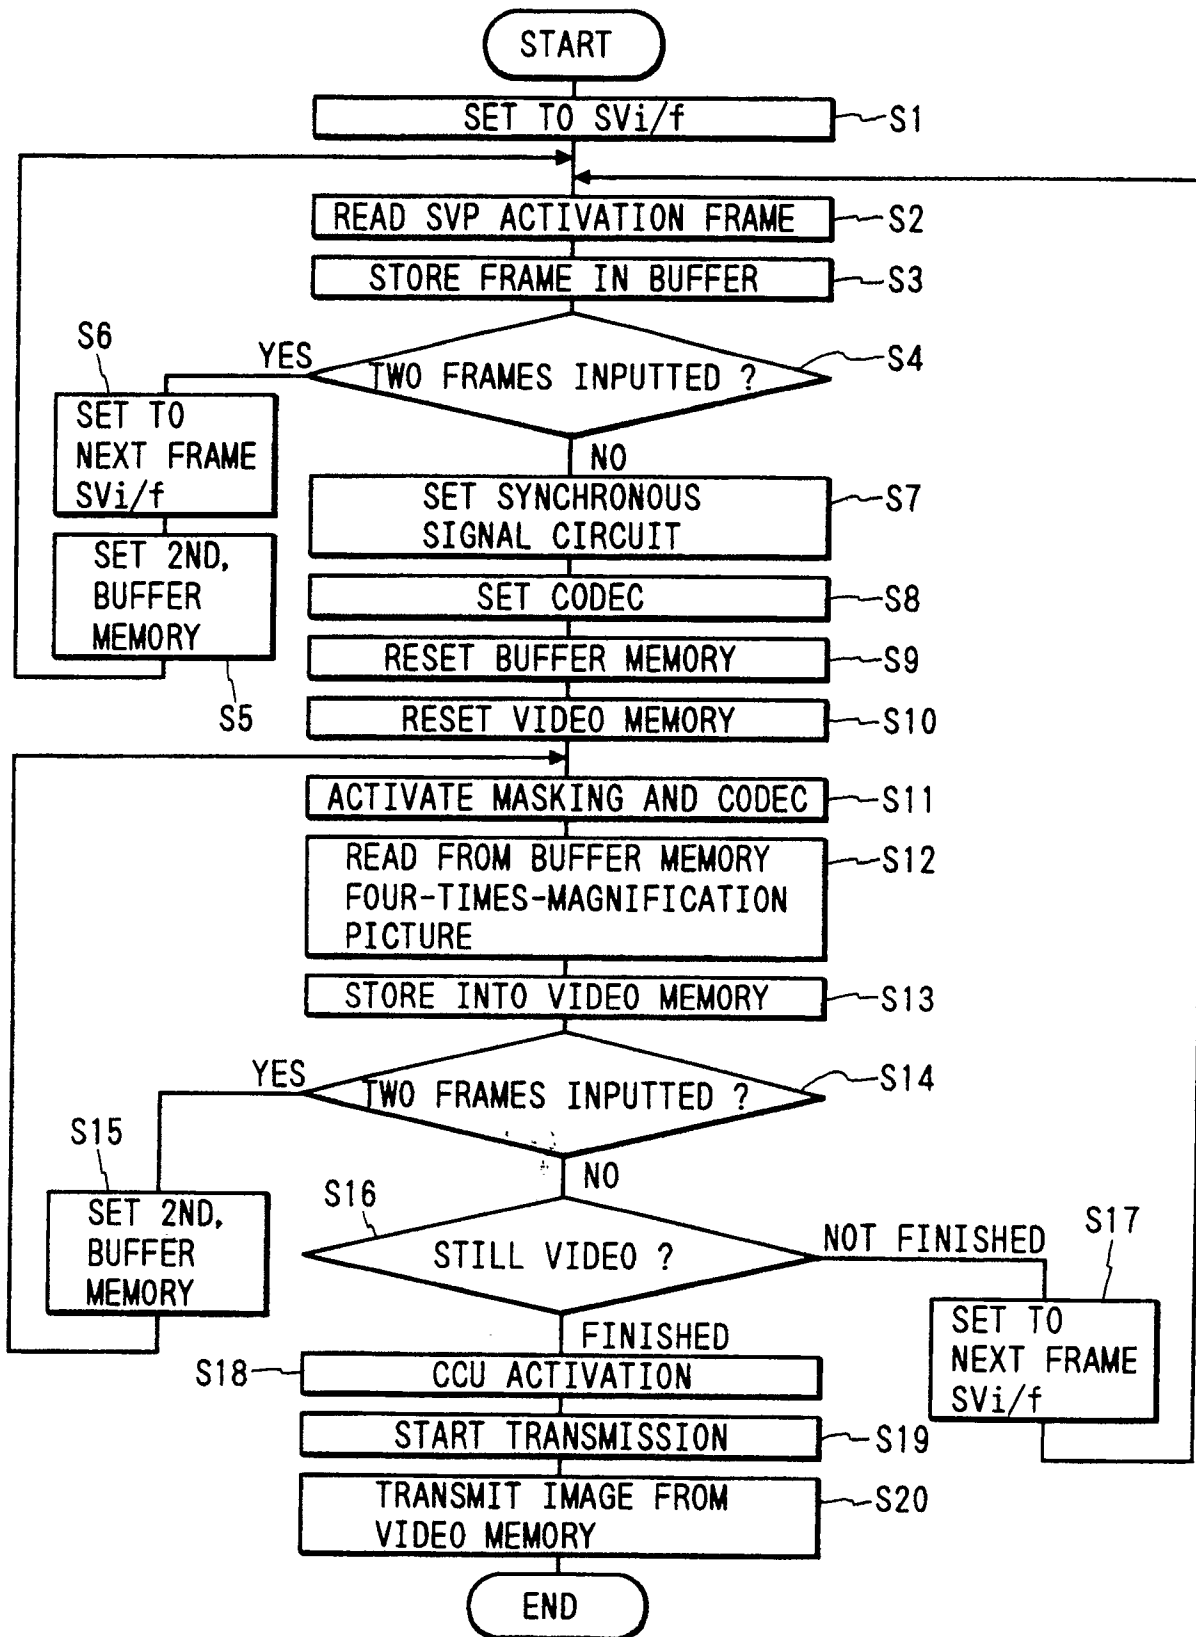 START
SET TO SVi/f
S1
READ SVP ACTIVATION FRAME
S2
STORE FRAME IN BUFFER
S3
S6
YES
TWO FRAMES INPUTTED ?
S4
SET TO
NEXT FRAME
SVi/f
NO
SET SYNCHRONOUS
SIGNAL CIRCUIT
S7
SET 2ND,
BUFFER
MEMORY
S5
SET CODEC
S8
RESET BUFFER MEMORY
S9
RESET VIDEO MEMORY
S10
ACTIVATE MASKING AND CODEC
S11
READ FROM BUFFER MEMORY
FOUR-TIMES-MAGNIFICATION
PICTURE
S12
STORE INTO VIDEO MEMORY
S13
YES
TWO FRAMES INPUTTED ?
S14
S15
SET 2ND,
BUFFER
MEMORY
NO
S16
STILL VIDEO ?
NOT FINISHED
S17
SET TO
NEXT FRAME
SVi/f
FINISHED
S18
CCU ACTIVATION
START TRANSMISSION
S19
TRANSMIT IMAGE FROM
VIDEO MEMORY
S20
END